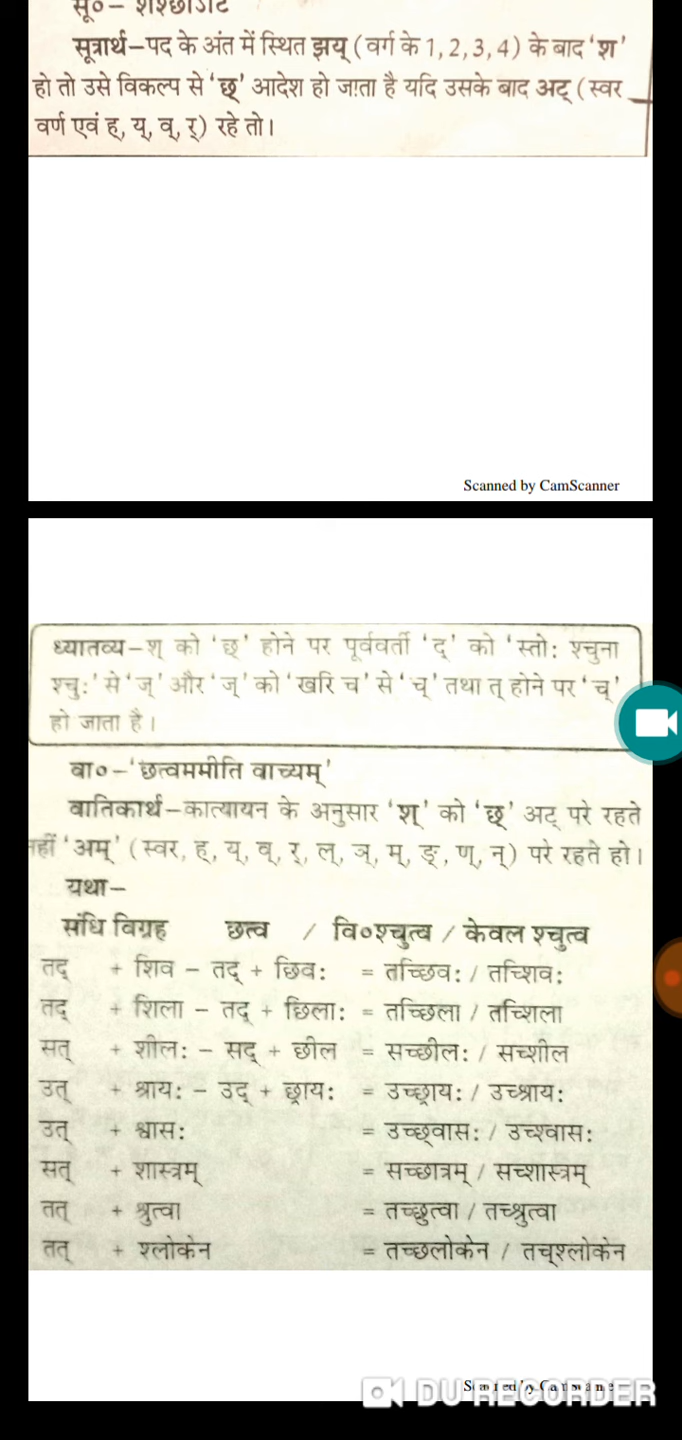 सू०– शश्छोऽटि
सूत्रार्थ–पद के अंत में स्थित झय् (वर्ग के 1, 2, 3, 4) के बाद 'श'
हो तो उसे विकल्प से 'छ्' आदेश हो जाता है यदि उसके बाद अट् (स्वर
वर्ण एवं ह्, य्, व्, र्) रहे तो।
Scanned by CamScanner
ध्यातव्य–श् को 'छ्' होने पर पूर्ववर्ती 'द्' को 'स्तोः श्चुना
श्चुः' से 'ज्' और 'ज्' को 'खरि च' से 'च्' तथा त् होने पर 'च्'
हो जाता है।
वा०–'छत्वममीति वाच्यम्'
वातिकार्थ–कात्यायन के अनुसार 'श्' को 'छ्' अट् परे रहते
नहीं 'अम्' (स्वर, ह्, य्, व्, र्, ल्, ञ्, म्, ङ्, ण्, न्) परे रहते हो।
यथा–
संधि विग्रह छत्व / वि०श्चुत्व / केवल श्चुत्व
तद् + शिव – तद् + छिवः = तच्छिवः / तच्शिवः
तद् + शिला – तद् + छिलाः = तच्छिला / तच्शिला
सत् + शीलः – सद् + छील = सच्छीलः / सच्शील
उत् + श्रायः – उद् + छ्रायः = उच्छ्रायः / उच्श्रायः
उत् + श्वासः = उच्छ्वासः / उच्श्वासः
सत् + शास्त्रम् = सच्छात्रम् / सच्शास्त्रम्
तत् + श्रुत्वा = तच्छुत्वा / तच्श्रुत्वा
तत् + श्लोकेन = तच्छलोकेन / तच्श्लोकेन
Scanned by CamScanner
DU RECORDER